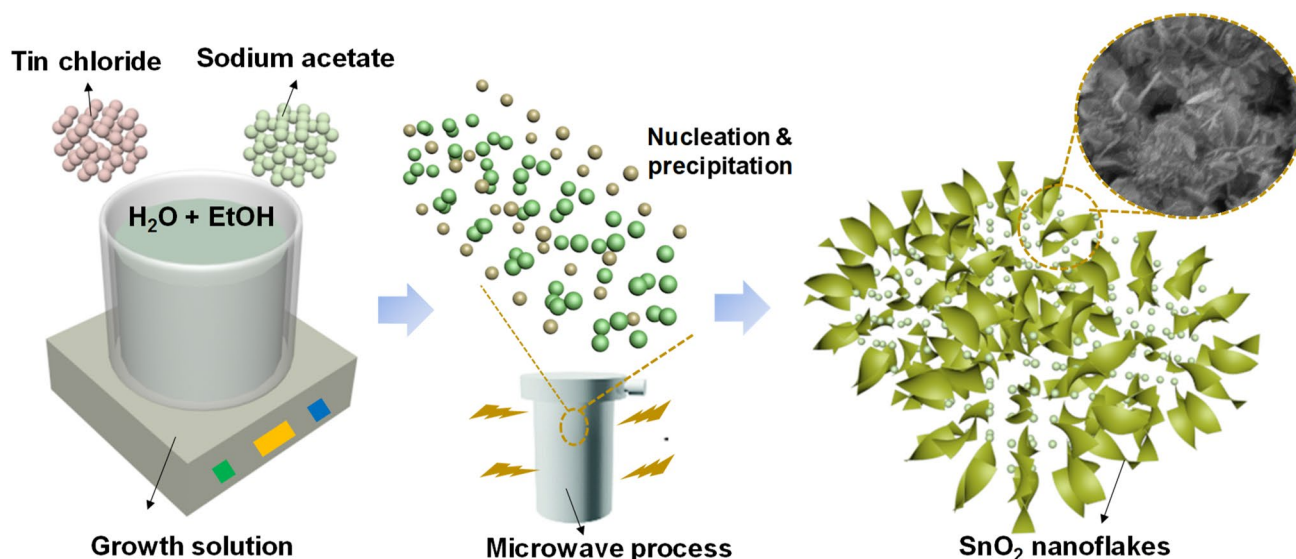 Tin chloride
Sodium acetate
H₂O + EtOH
Growth solution
Nucleation &
precipitation
Microwave process
SnO₂ nanoflakes